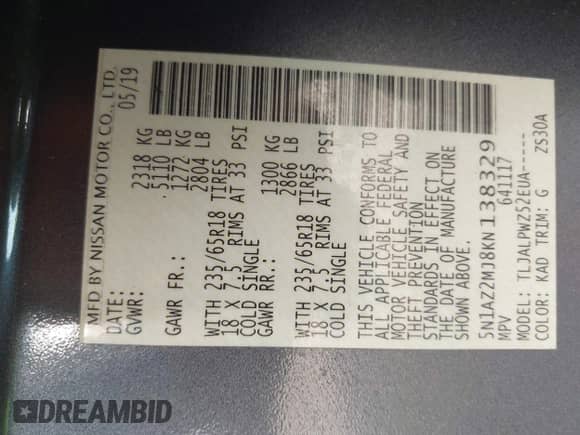 MFD BY NISSAN MOTOR CO., LTD.
DATE: 05/19
GVWR: 2318 KG
5110 LB
GAWR FR.: 1272 KG
2804 LB
WITH 235/65R18 TIRES
18 X 7.5 RIMS AT 33 PSI
COLD SINGLE
GAWR RR.: 1300 KG
2866 LB
WITH 235/65R18 TIRES
18 X 7.5 RIMS AT 33 PSI
COLD SINGLE
THIS VEHICLE CONFORMS TO
ALL APPLICABLE FEDERAL
MOTOR VEHICLE SAFETY AND
THEFT PREVENTION
STANDARDS IN EFFECT ON
THE DATE OF MANUFACTURE
SHOWN ABOVE.
5N1AZ2MJ8KN138329
MPV 641117
MODEL: TLJALPWZ52EUA-----
COLOR: KAD TRIM: G ZS30A
DREAMBID